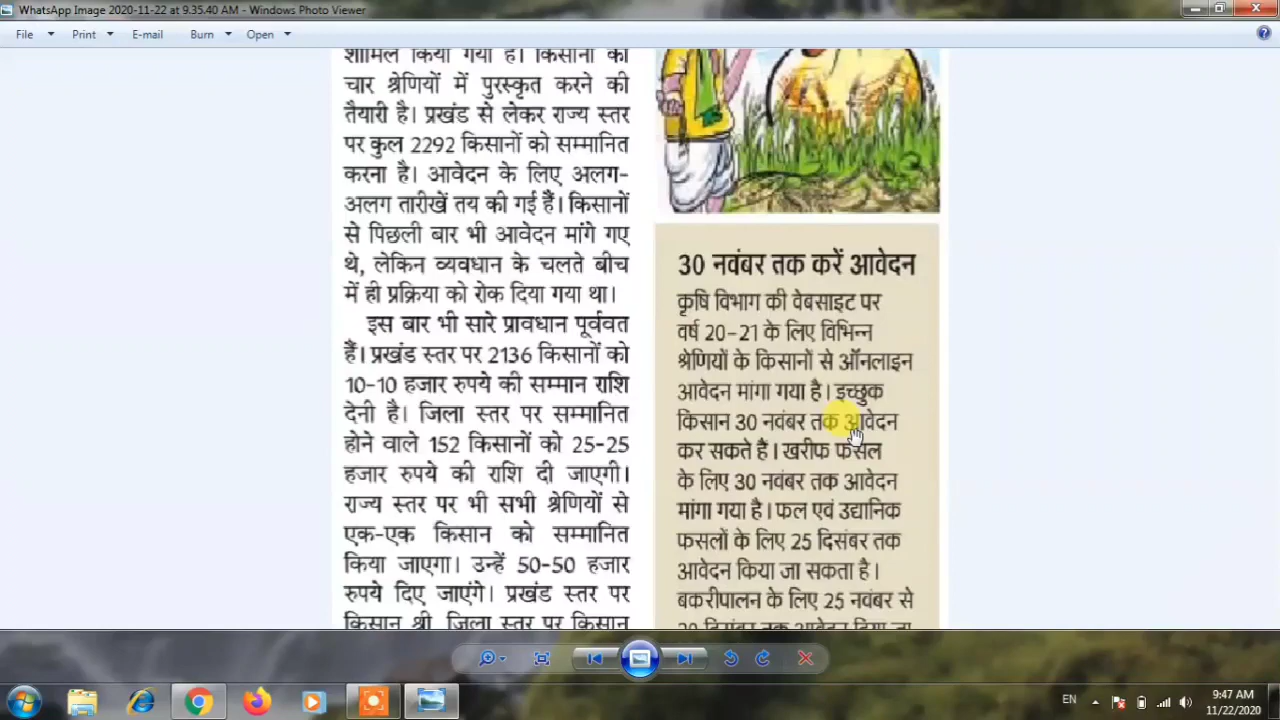 WhatsApp Image 2020-11-22 at 9.35.40 AM - Windows Photo Viewer
File Print E-mail Burn Open
शामिल किया गया है। किसानों को
चार श्रेणियों में पुरस्कृत करने की
तैयारी है। प्रखंड से लेकर राज्य स्तर
पर कुल 2292 किसानों को सम्मानित
करना है। आवेदन के लिए अलग-
अलग तारीखें तय की गई हैं। किसानों
से पिछली बार भी आवेदन मांगे गए
थे, लेकिन व्यवधान के चलते बीच
में ही प्रक्रिया को रोक दिया गया था।
इस बार भी सारे प्रावधान पूर्ववत
हैं। प्रखंड स्तर पर 2136 किसानों को
10-10 हजार रुपये की सम्मान राशि
देनी है। जिला स्तर पर सम्मानित
होने वाले 152 किसानों को 25-25
हजार रुपये की राशि दी जाएगी।
राज्य स्तर पर भी सभी श्रेणियों से
एक-एक किसान को सम्मानित
किया जाएगा। उन्हें 50-50 हजार
रुपये दिए जाएंगे। प्रखंड स्तर पर
किसान श्री, जिला स्तर पर किसान
30 नवंबर तक करें आवेदन
कृषि विभाग की वेबसाइट पर
वर्ष 20-21 के लिए विभिन्न
श्रेणियों के किसानों से ऑनलाइन
आवेदन मांगा गया है। इच्छुक
किसान 30 नवंबर तक आवेदन
कर सकते हैं। खरीफ फसल
के लिए 30 नवंबर तक आवेदन
मांगा गया है। फल एवं उद्यानिक
फसलों के लिए 25 दिसंबर तक
आवेदन किया जा सकता है।
बकरीपालन के लिए 25 नवंबर से
दिसंबर तक आवेदन दिया जा
EN
9:47 AM
11/22/2020